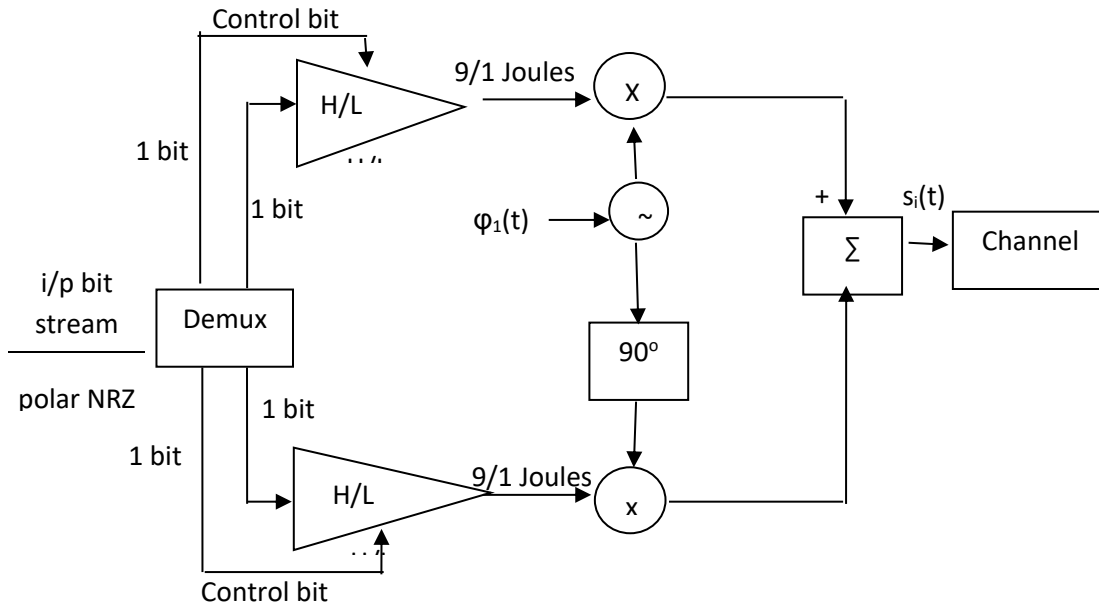 Control bit
9/1 Joules
H/L
X
1 bit
1 bit
+
sᵢ(t)
φ₁(t)
~
∑
Channel
i/p bit
stream
Demux
90ᵒ
polar NRZ
1 bit
1 bit
9/1 Joules
H/L
x
Control bit